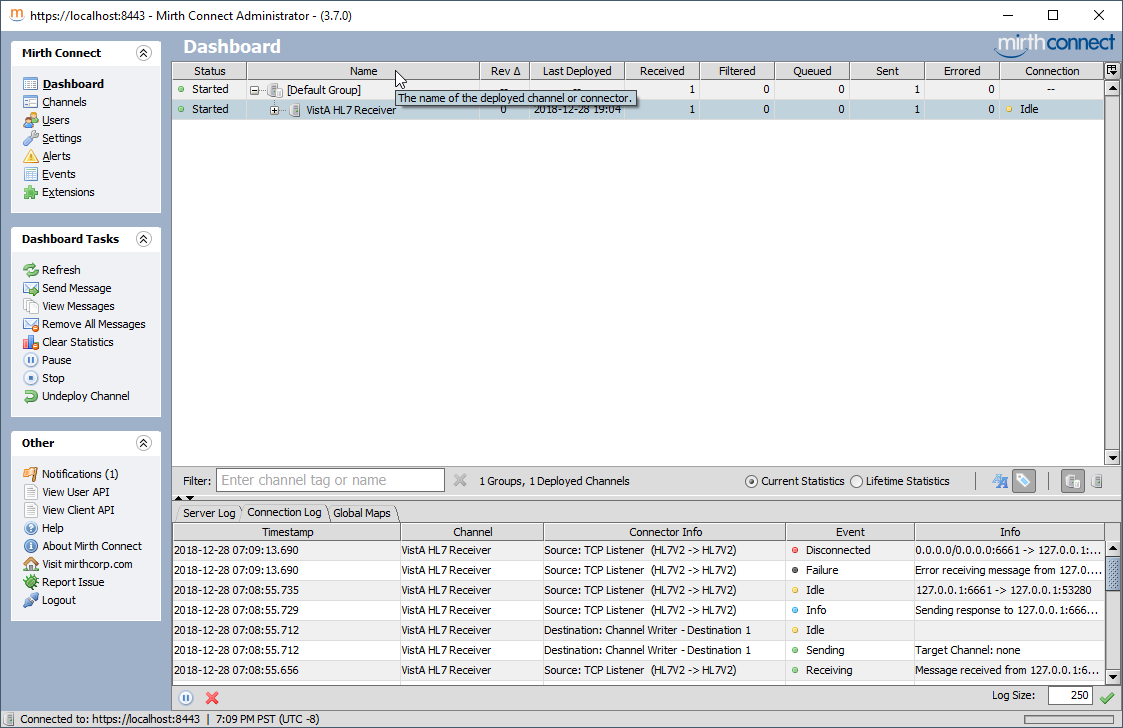 https://localhost:8443 - Mirth Connect Administrator - (3.7.0)
Mirth Connect
Dashboard
Channels
Users
Settings
Alerts
Events
Extensions
Dashboard Tasks
Refresh
Send Message
View Messages
Remove All Messages
Clear Statistics
Pause
Stop
Undeploy Channel
Other
Notifications (1)
View User API
View Client API
Help
About Mirth Connect
Visit mirthcorp.com
Report Issue
Logout
Dashboard
mirthconnect
Status Name Rev Δ Last Deployed Received Filtered Queued Sent Errored Connection
Started [Default Group] -- -- 1 0 0 1 0 --
The name of the deployed channel or connector.
Started VistA HL7 Receiver 0 2018-12-28 19:04 1 0 0 1 0 Idle
Filter: Enter channel tag or name 1 Groups, 1 Deployed Channels Current Statistics Lifetime Statistics
Server Log Connection Log Global Maps
Timestamp Channel Connector Info Event Info
2018-12-28 07:09:13.690 VistA HL7 Receiver Source: TCP Listener (HL7V2 -> HL7V2) Disconnected 0.0.0.0/0.0.0.0:6661 -> 127.0.0.1:...
2018-12-28 07:09:13.690 VistA HL7 Receiver Source: TCP Listener (HL7V2 -> HL7V2) Failure Error receiving message from 127.0....
2018-12-28 07:08:55.735 VistA HL7 Receiver Source: TCP Listener (HL7V2 -> HL7V2) Idle 127.0.0.1:6661 -> 127.0.0.1:53280
2018-12-28 07:08:55.729 VistA HL7 Receiver Source: TCP Listener (HL7V2 -> HL7V2) Info Sending response to 127.0.0.1:666...
2018-12-28 07:08:55.712 VistA HL7 Receiver Destination: Channel Writer - Destination 1 Idle
2018-12-28 07:08:55.712 VistA HL7 Receiver Destination: Channel Writer - Destination 1 Sending Target Channel: none
2018-12-28 07:08:55.656 VistA HL7 Receiver Source: TCP Listener (HL7V2 -> HL7V2) Receiving Message received from 127.0.0.1:6...
Log Size: 250
Connected to: https://localhost:8443 | 7:09 PM PST (UTC -8)